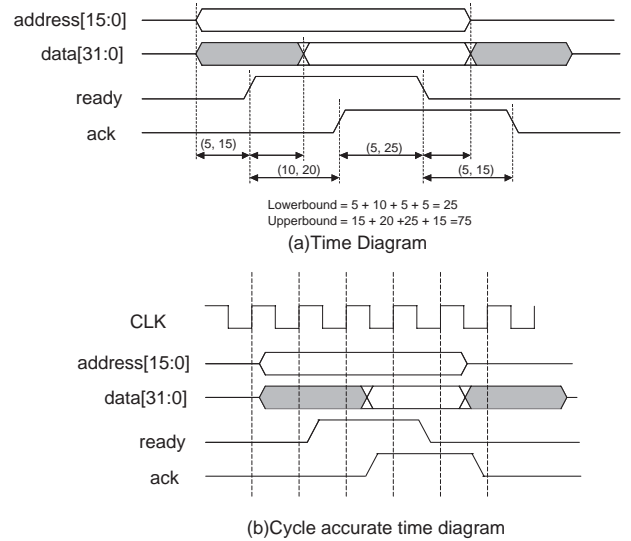 address[15:0]
data[31:0]
ready
ack
(5, 15)
(10, 20)
(5, 25)
(5, 15)
Lowerbound = 5 + 10 + 5 + 5 = 25
Upperbound = 15 + 20 +25 + 15 =75
(a)Time Diagram
CLK
address[15:0]
data[31:0]
ready
ack
(b)Cycle accurate time diagram